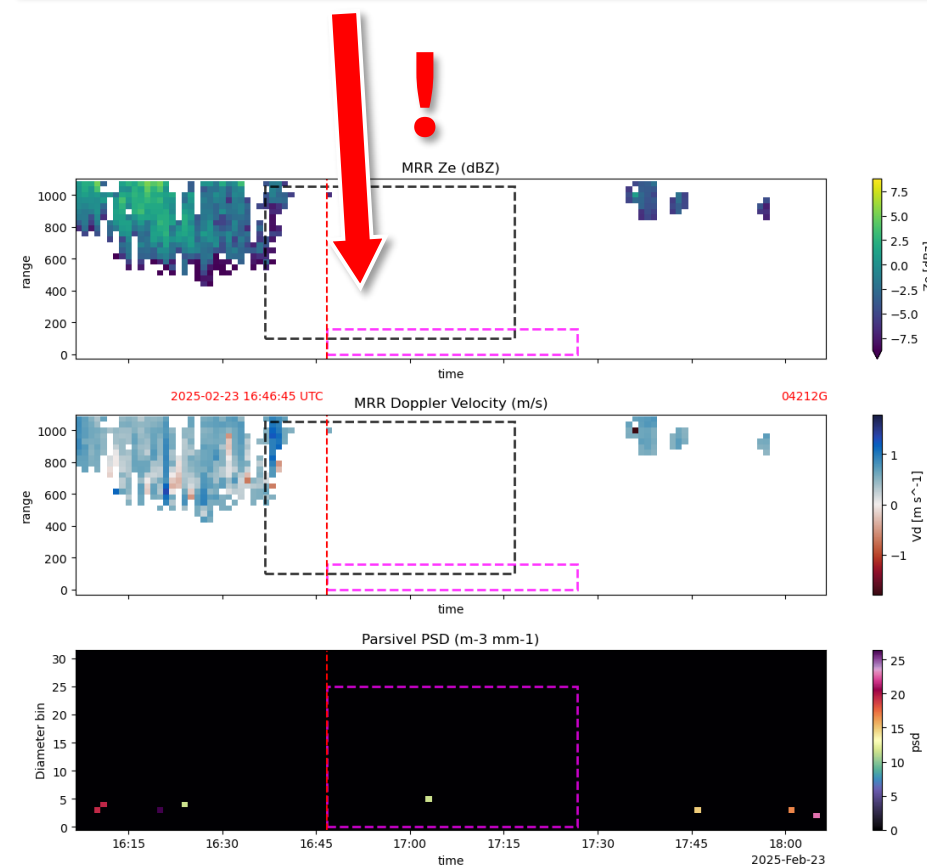 !
MRR Ze (dBZ)
1000
800
600
400
200
0
range
time
7.5
5.0
2.5
0.0
−2.5
−5.0
−7.5
Ze [dBz]
2025-02-23 16:46:45 UTC
MRR Doppler Velocity (m/s)
04212G
1000
800
600
400
200
0
range
time
1
0
−1
Vd [m s^-1]
Parsivel PSD (m-3 mm-1)
30
25
20
15
10
5
0
Diameter bin
16:15
16:30
16:45
17:00
17:15
17:30
17:45
18:00
time
2025-Feb-23
25
20
15
10
5
0
psd